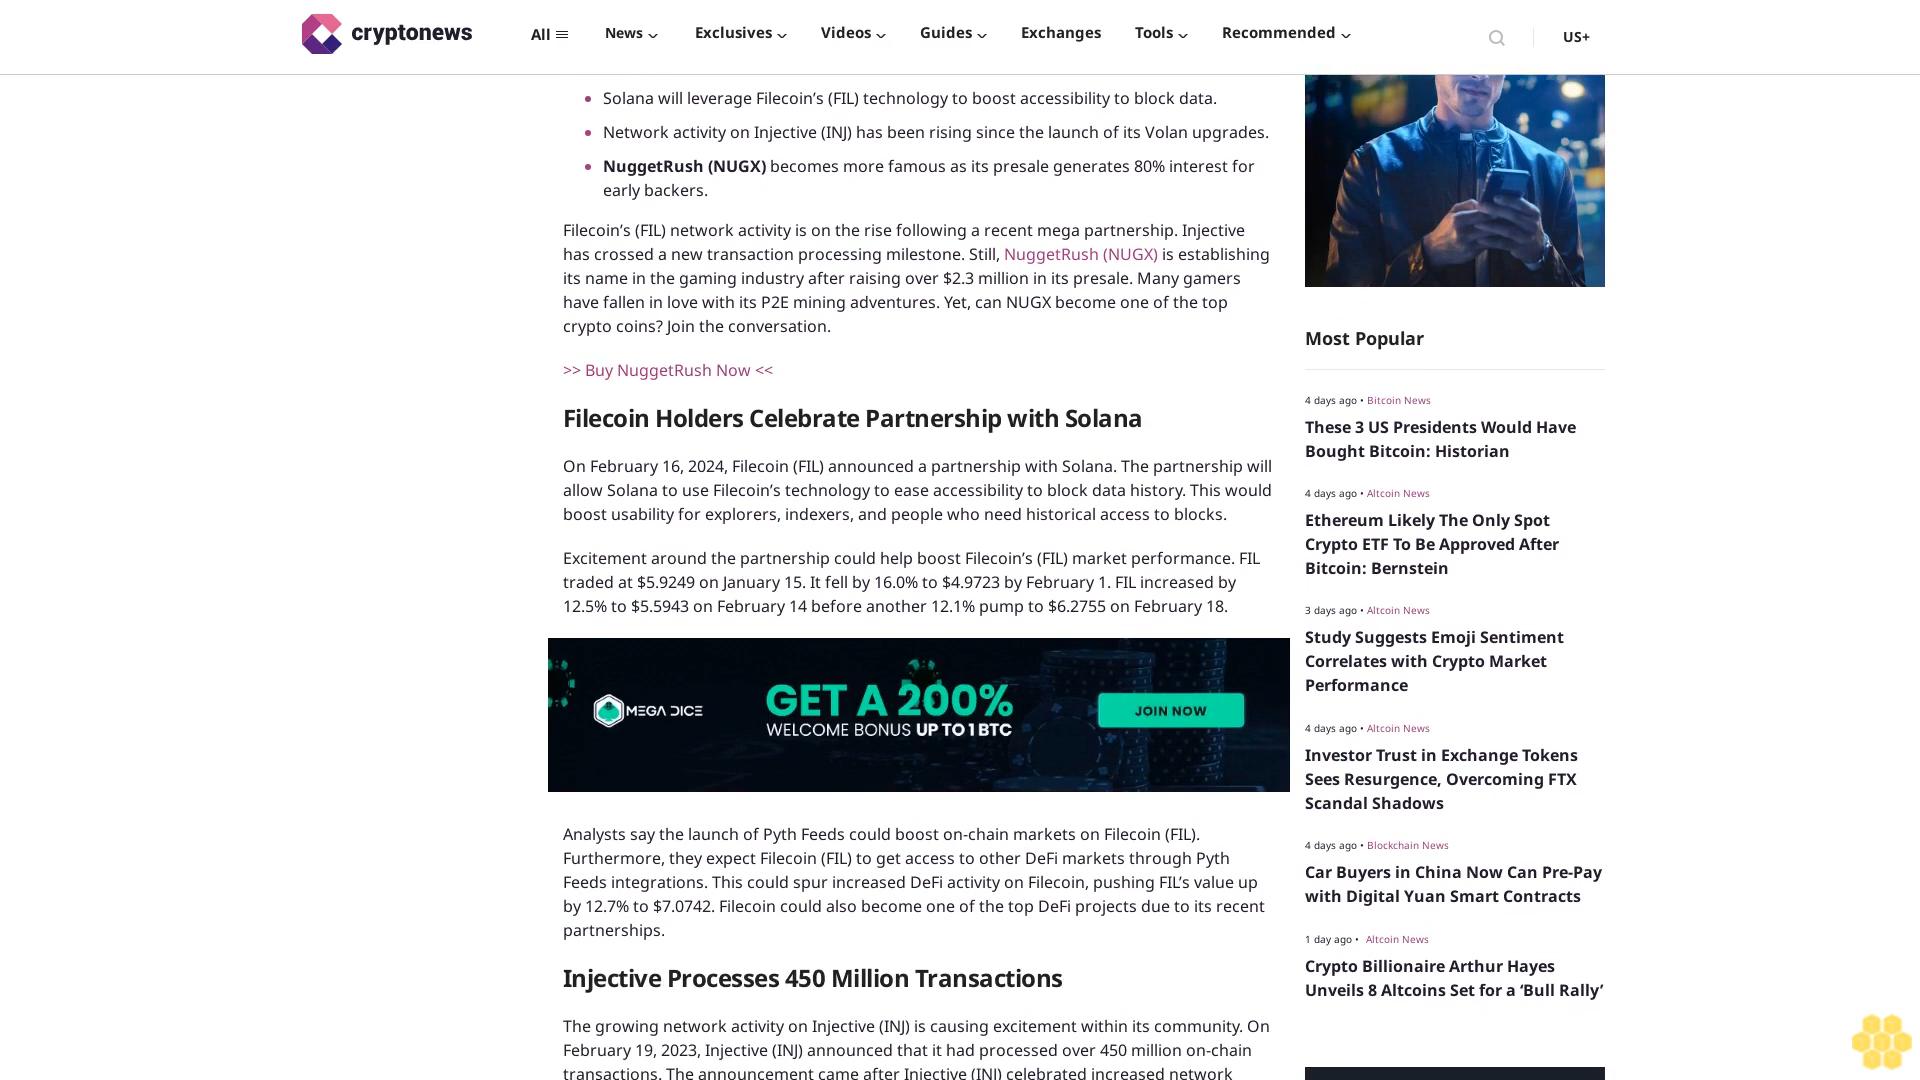 cryptonews
All
News
Exclusives
Videos
Guides
Exchanges
Tools
Recommended
US+
Solana will leverage Filecoin’s (FIL) technology to boost accessibility to block data.
Network activity on Injective (INJ) has been rising since the launch of its Volan upgrades.
NuggetRush (NUGX) becomes more famous as its presale generates 80% interest for
early backers.
Filecoin’s (FIL) network activity is on the rise following a recent mega partnership. Injective
has crossed a new transaction processing milestone. Still, NuggetRush (NUGX) is establishing
its name in the gaming industry after raising over $2.3 million in its presale. Many gamers
have fallen in love with its P2E mining adventures. Yet, can NUGX become one of the top
crypto coins? Join the conversation.
>> Buy NuggetRush Now <<
Filecoin Holders Celebrate Partnership with Solana
On February 16, 2024, Filecoin (FIL) announced a partnership with Solana. The partnership will
allow Solana to use Filecoin’s technology to ease accessibility to block data history. This would
boost usability for explorers, indexers, and people who need historical access to blocks.
Excitement around the partnership could help boost Filecoin’s (FIL) market performance. FIL
traded at $5.9249 on January 15. It fell by 16.0% to $4.9723 by February 1. FIL increased by
12.5% to $5.5943 on February 14 before another 12.1% pump to $6.2755 on February 18.
MEGA DICE
GET A 200%
WELCOME BONUS UP TO 1 BTC
JOIN NOW
Analysts say the launch of Pyth Feeds could boost on-chain markets on Filecoin (FIL).
Furthermore, they expect Filecoin (FIL) to get access to other DeFi markets through Pyth
Feeds integrations. This could spur increased DeFi activity on Filecoin, pushing FIL’s value up
by 12.7% to $7.0742. Filecoin could also become one of the top DeFi projects due to its recent
partnerships.
Injective Processes 450 Million Transactions
The growing network activity on Injective (INJ) is causing excitement within its community. On
February 19, 2023, Injective (INJ) announced that it had processed over 450 million on-chain
transactions. The announcement came after Injective (INJ) celebrated increased network
Most Popular
4 days ago • Bitcoin News
These 3 US Presidents Would Have
Bought Bitcoin: Historian
4 days ago • Altcoin News
Ethereum Likely The Only Spot
Crypto ETF To Be Approved After
Bitcoin: Bernstein
3 days ago • Altcoin News
Study Suggests Emoji Sentiment
Correlates with Crypto Market
Performance
4 days ago • Altcoin News
Investor Trust in Exchange Tokens
Sees Resurgence, Overcoming FTX
Scandal Shadows
4 days ago • Blockchain News
Car Buyers in China Now Can Pre-Pay
with Digital Yuan Smart Contracts
1 day ago • Altcoin News
Crypto Billionaire Arthur Hayes
Unveils 8 Altcoins Set for a ‘Bull Rally’